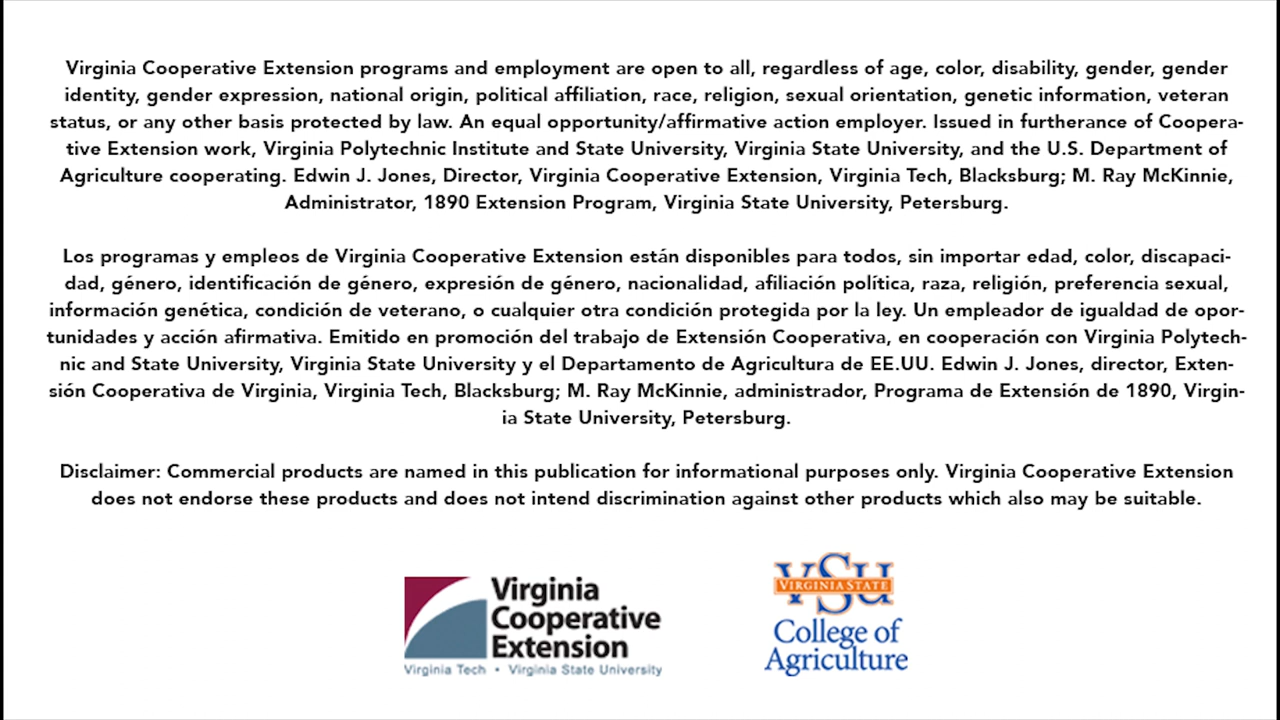 Virginia Cooperative Extension programs and employment are open to all, regardless of age, color, disability, gender, gender
identity, gender expression, national origin, political affiliation, race, religion, sexual orientation, genetic information, veteran
status, or any other basis protected by law. An equal opportunity/affirmative action employer. Issued in furtherance of Coopera-
tive Extension work, Virginia Polytechnic Institute and State University, Virginia State University, and the U.S. Department of
Agriculture cooperating. Edwin J. Jones, Director, Virginia Cooperative Extension, Virginia Tech, Blacksburg; M. Ray McKinnie,
Administrator, 1890 Extension Program, Virginia State University, Petersburg.
Los programas y empleos de Virginia Cooperative Extension están disponibles para todos, sin importar edad, color, discapaci-
dad, género, identificación de género, expresión de género, nacionalidad, afiliación política, raza, religión, preferencia sexual,
información genética, condición de veterano, o cualquier otra condición protegida por la ley. Un empleador de igualdad de opor-
tunidades y acción afirmativa. Emitido en promoción del trabajo de Extensión Cooperativa, en cooperación con Virginia Polytech-
nic and State University, Virginia State University y el Departamento de Agricultura de EE.UU. Edwin J. Jones, director, Exten-
sión Cooperativa de Virginia, Virginia Tech, Blacksburg; M. Ray McKinnie, administrador, Programa de Extensión de 1890, Virgin-
ia State University, Petersburg.
Disclaimer: Commercial products are named in this publication for informational purposes only. Virginia Cooperative Extension
does not endorse these products and does not intend discrimination against other products which also may be suitable.
Virginia
Cooperative
Extension
Virginia Tech • Virginia State University
VSU
VIRGINIA STATE
College of
Agriculture